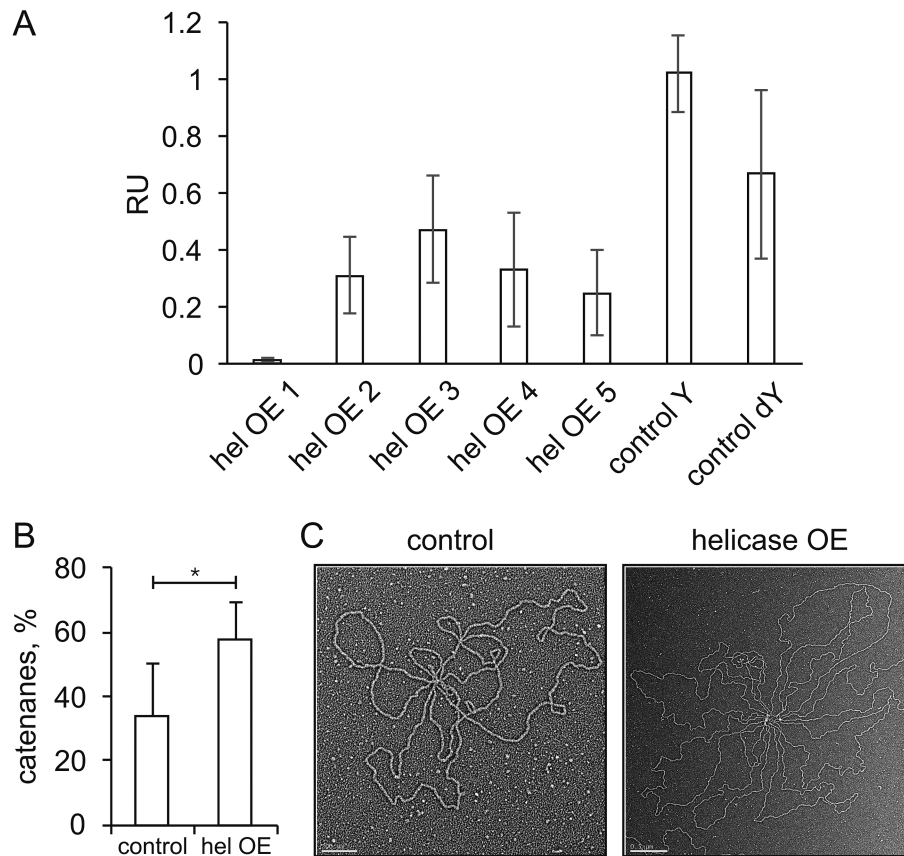 A
1.2
1
0.8
0.6
0.4
0.2
0
RU
hel OE 1
hel OE 2
hel OE 3
hel OE 4
hel OE 5
control Y
control dY
B
80
60
40
20
0
catenanes, %
*
control
hel OE
C
control
helicase OE